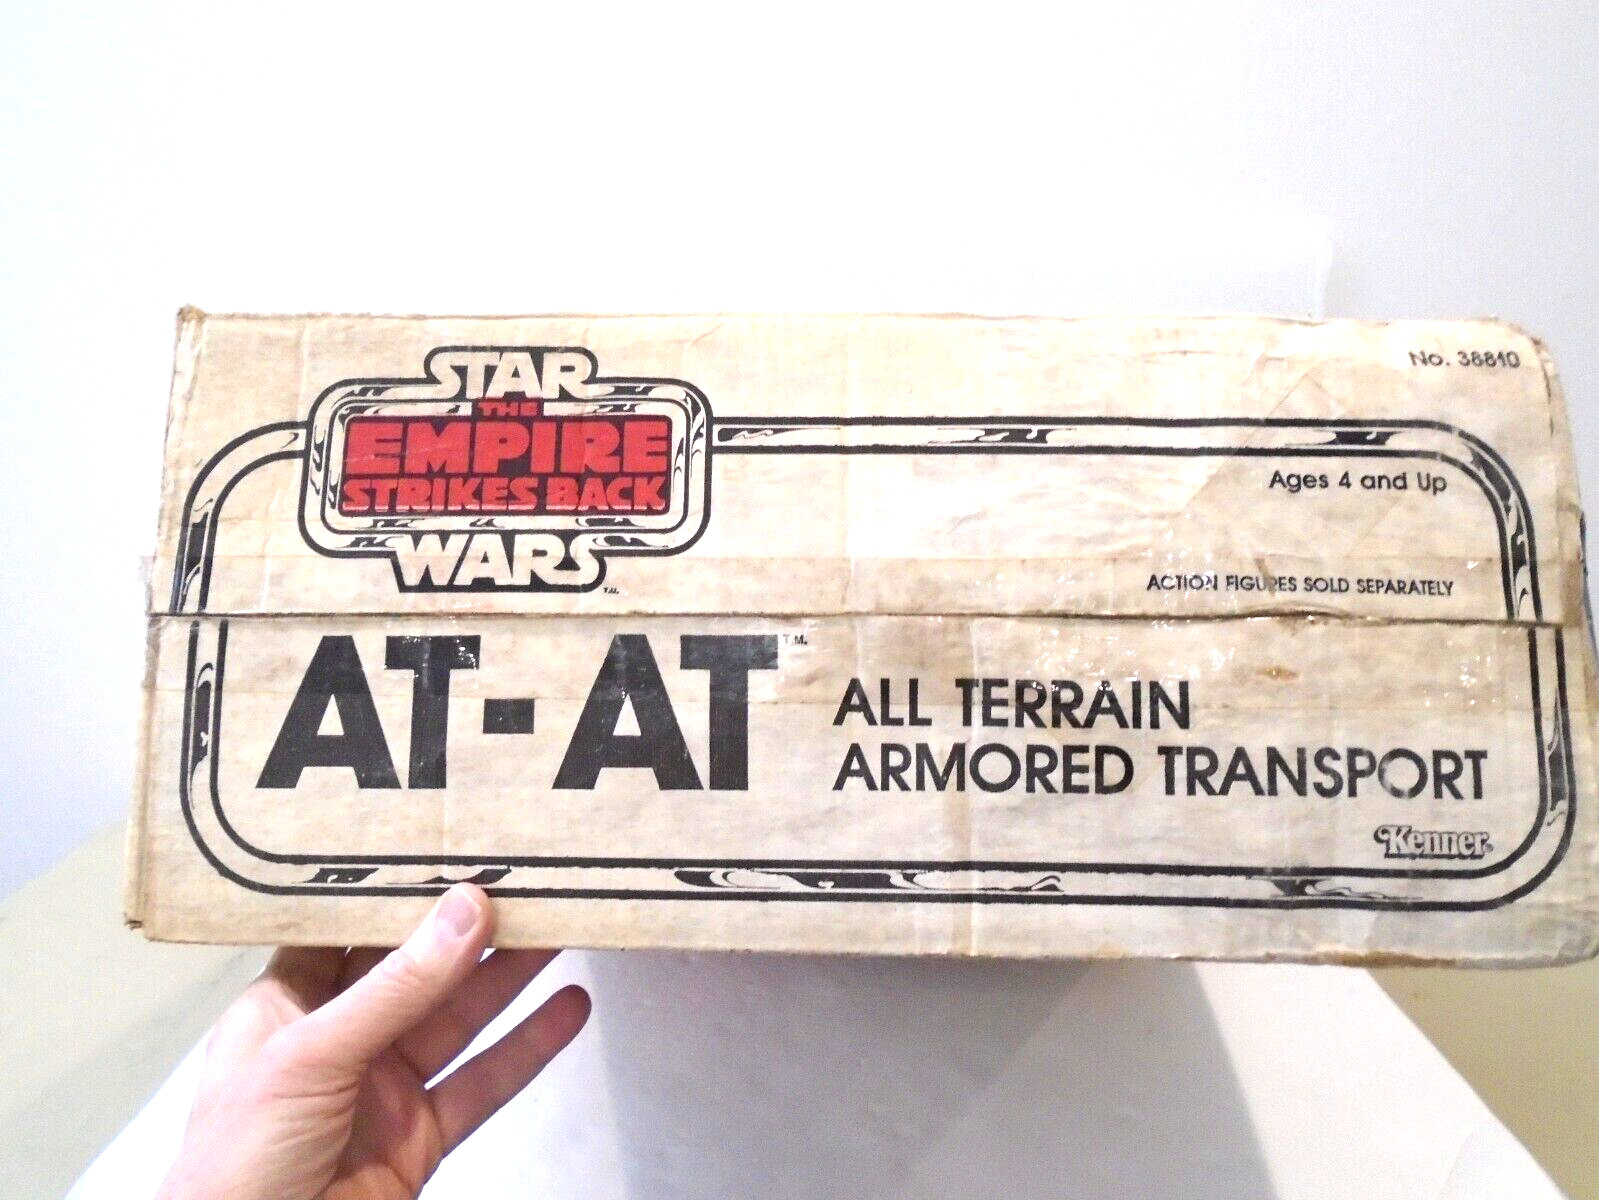 No. 38810
STAR
THE
EMPIRE
STRIKES BACK
WARS
T.M.
Ages 4 and Up
ACTION FIGURES SOLD SEPARATELY
AT-AT T.M.
ALL TERRAIN
ARMORED TRANSPORT
Kenner